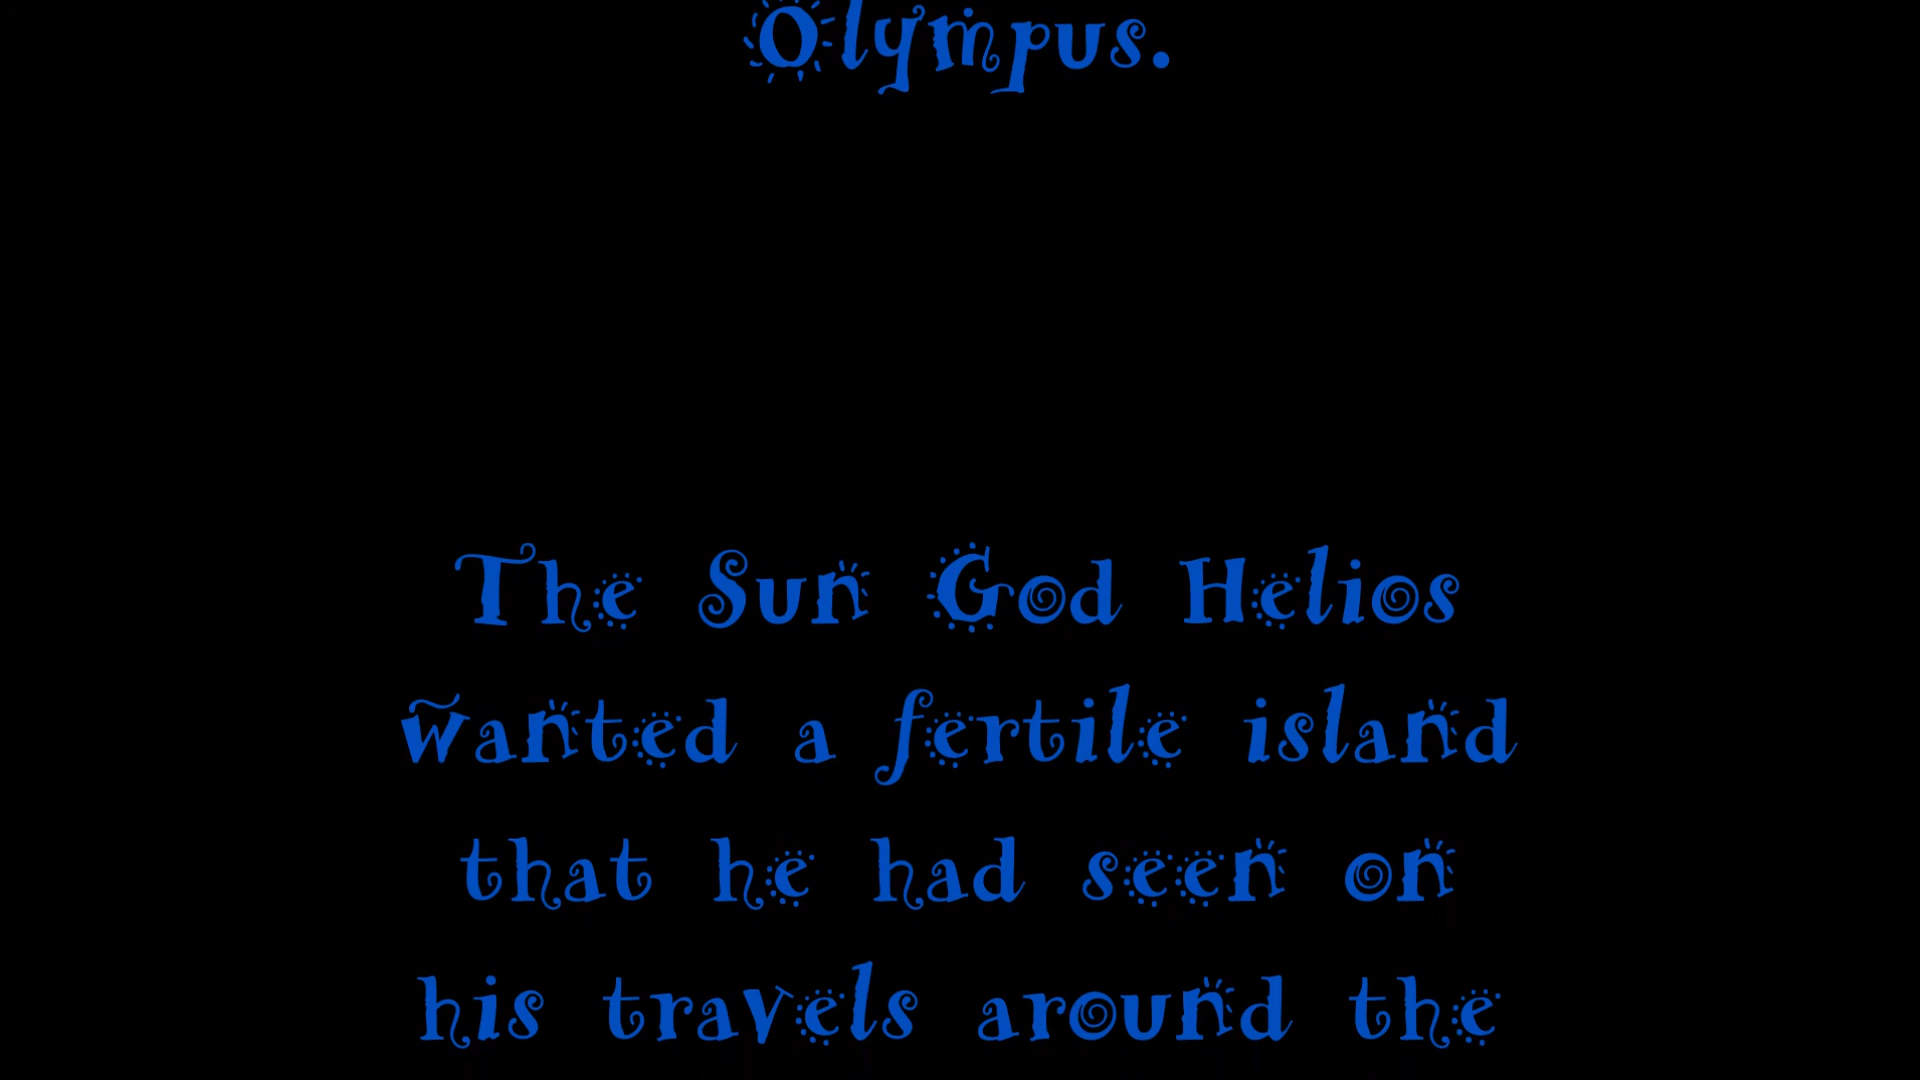 Olympus.
The Sun God Helios
wanted a fertile island
that he had seen on
his travels around the